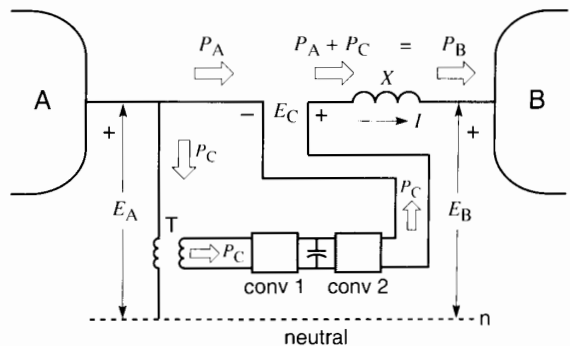 P_A
P_A + P_C = P_B
A
B
X
+
−
E_C
+
− → I
+
P_C
P_C
E_A
E_B
T
P_C
conv 1
conv 2
n
neutral